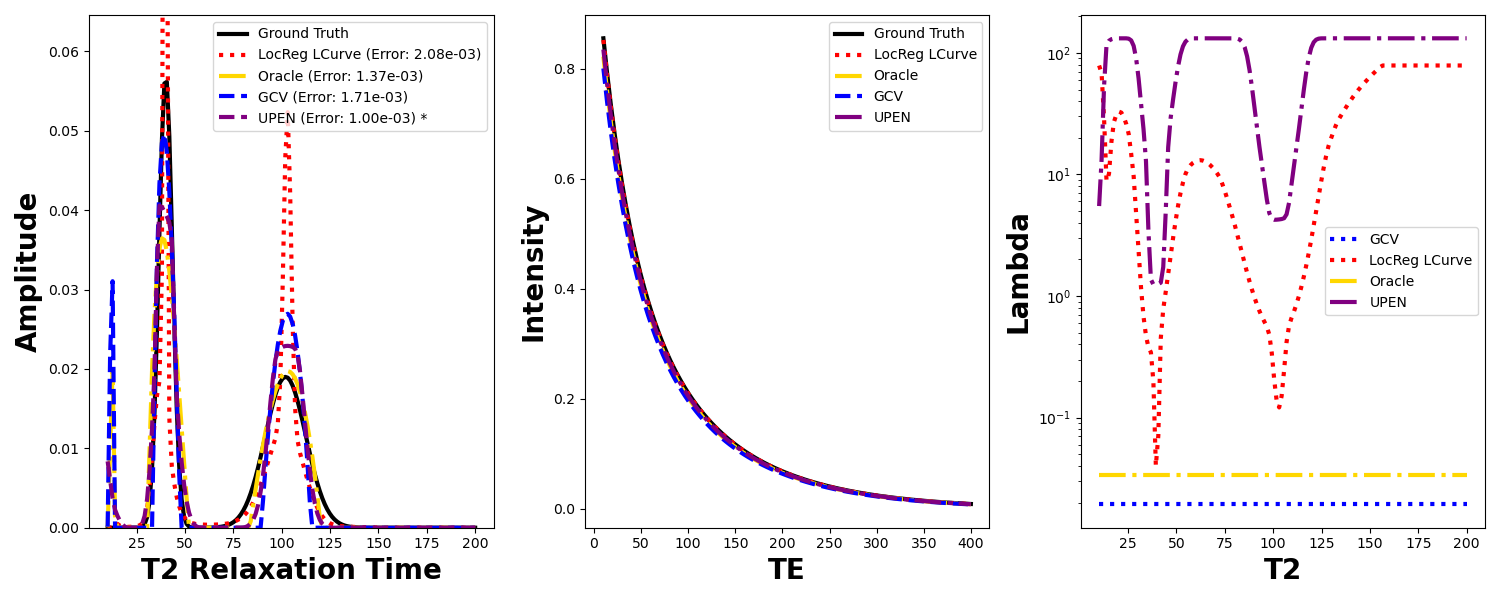 Amplitude
0.06
0.05
0.04
0.03
0.02
0.01
0.00
Ground Truth
LocReg LCurve (Error: 2.08e-03)
Oracle (Error: 1.37e-03)
GCV (Error: 1.71e-03)
UPEN (Error: 1.00e-03) *
25 50 75 100 125 150 175 200
T2 Relaxation Time
Intensity
0.8
0.6
0.4
0.2
0.0
Ground Truth
LocReg LCurve
Oracle
GCV
UPEN
0 50 100 150 200 250 300 350 400
TE
Lambda
10²
10¹
10⁰
10⁻¹
GCV
LocReg LCurve
Oracle
UPEN
25 50 75 100 125 150 175 200
T2